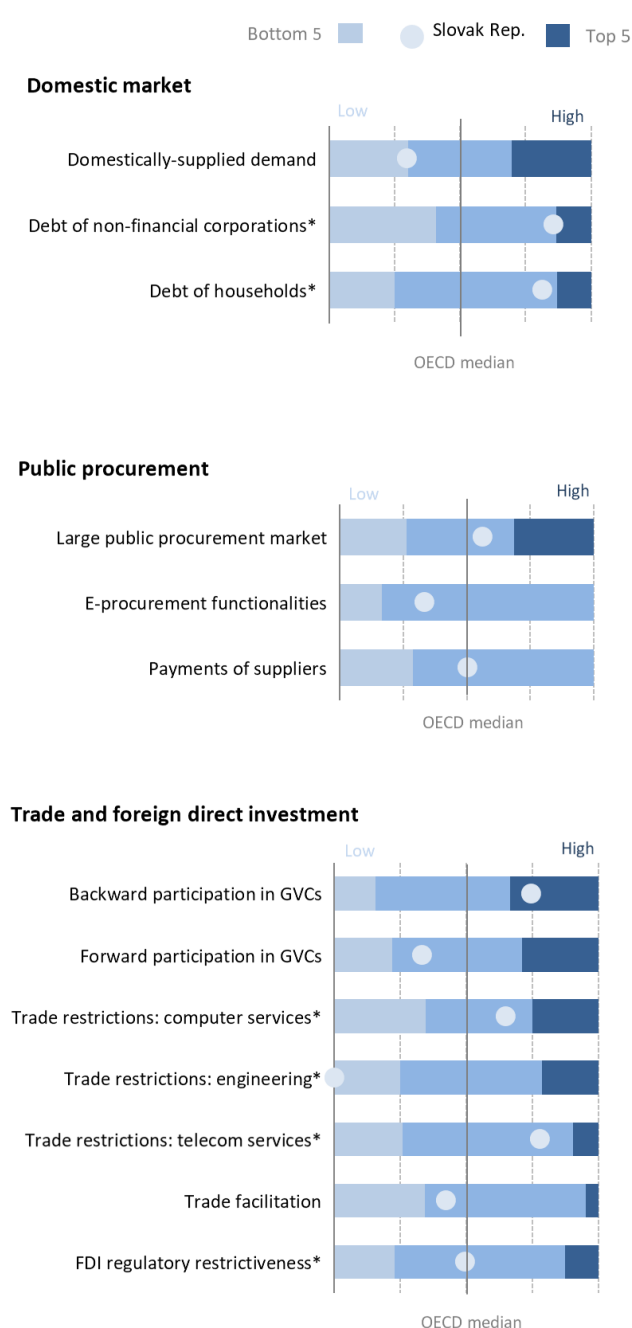 Bottom 5
Slovak Rep.
Top 5
Domestic market
Low
High
Domestically-supplied demand
Debt of non-financial corporations*
Debt of households*
OECD median
Public procurement
Low
High
Large public procurement market
E-procurement functionalities
Payments of suppliers
OECD median
Trade and foreign direct investment
Low
High
Backward participation in GVCs
Forward participation in GVCs
Trade restrictions: computer services*
Trade restrictions: engineering*
Trade restrictions: telecom services*
Trade facilitation
FDI regulatory restrictiveness*
OECD median